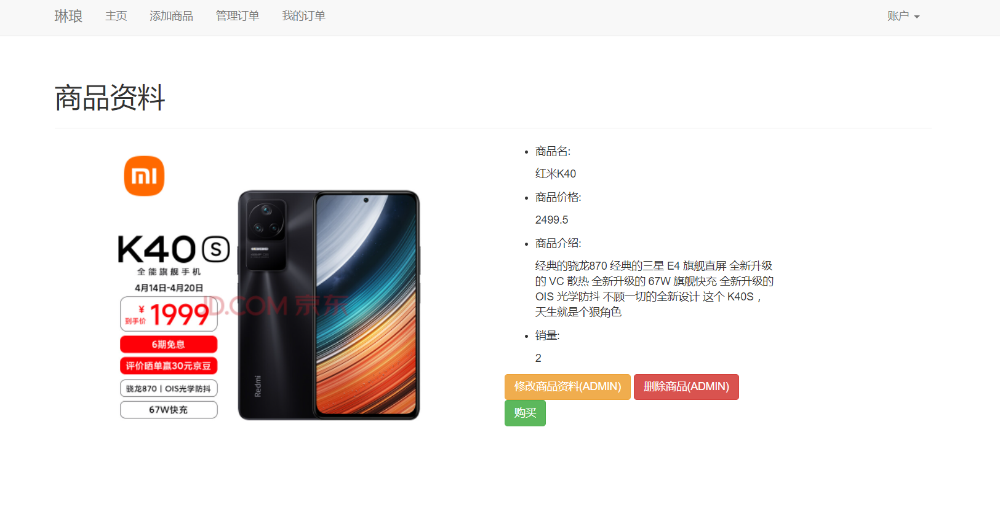 琳琅 主页 添加商品 管理订单 我的订单 账户
商品资料
mi
K40 S
全能旗舰手机
4月14日-4月20日
¥
到手价 1999
6期免息
评价晒单赢30元京豆
骁龙870 | OIS光学防抖
67W快充
JD.COM 京东
Redmi
商品名:
红米K40
商品价格:
2499.5
商品介绍:
经典的骁龙870 经典的三星 E4 旗舰直屏 全新升级
的 VC 散热 全新升级的 67W 旗舰快充 全新升级的
OIS 光学防抖 不顾一切的全新设计 这个 K40S，
天生就是个狠角色
销量:
2
修改商品资料(ADMIN) 删除商品(ADMIN)
购买